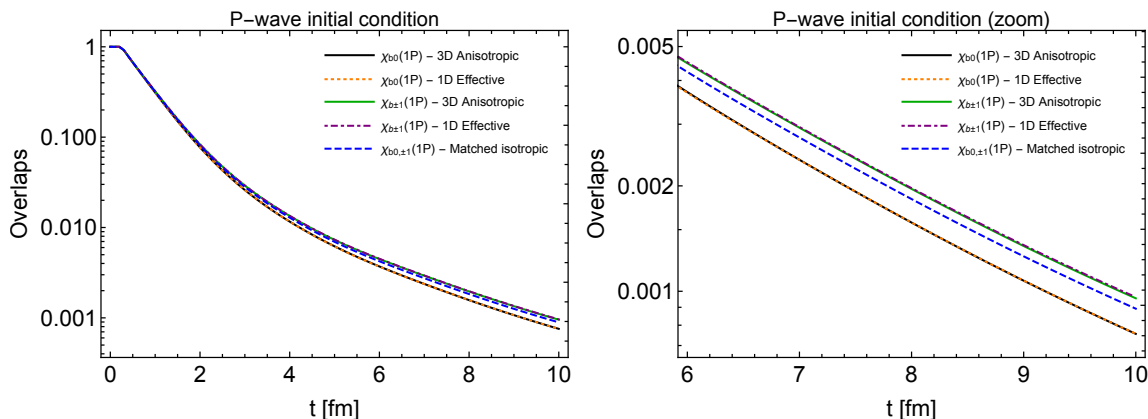 P−wave initial condition
χb0(1P) − 3D Anisotropic
χb0(1P) − 1D Effective
χb±1(1P) − 3D Anisotropic
χb±1(1P) − 1D Effective
χb0,±1(1P) − Matched isotropic
1
0.100
0.010
0.001
Overlaps
0
2
4
6
8
10
t [fm]
P−wave initial condition (zoom)
χb0(1P) − 3D Anisotropic
χb0(1P) − 1D Effective
χb±1(1P) − 3D Anisotropic
χb±1(1P) − 1D Effective
χb0,±1(1P) − Matched isotropic
0.005
0.002
0.001
Overlaps
6
7
8
9
10
t [fm]